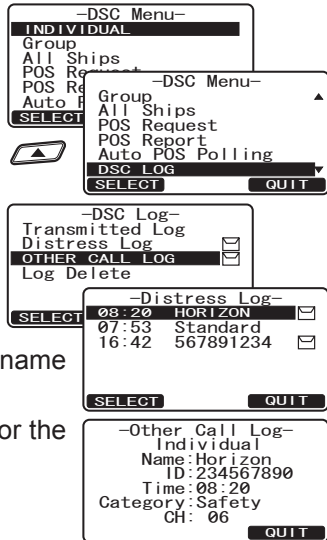 -DSC Menu-
INDIVIDUAL
Group
All Ships
POS Request
POS Re
Auto P
SELECT
-DSC Menu-
Group
All Ships
POS Request
POS Report
Auto POS Polling
DSC LOG
SELECT QUIT
-DSC Log-
Transmitted Log
Distress Log
OTHER CALL LOG
Log Delete
SELECT
-Distress Log-
08:20 HORIZON
07:53 Standard
16:42 567891234
SELECT QUIT
name
or the
-Other Call Log-
Individual
Name:Horizon
ID:234567890
Time:08:20
Category:Safety
CH: 06
QUIT